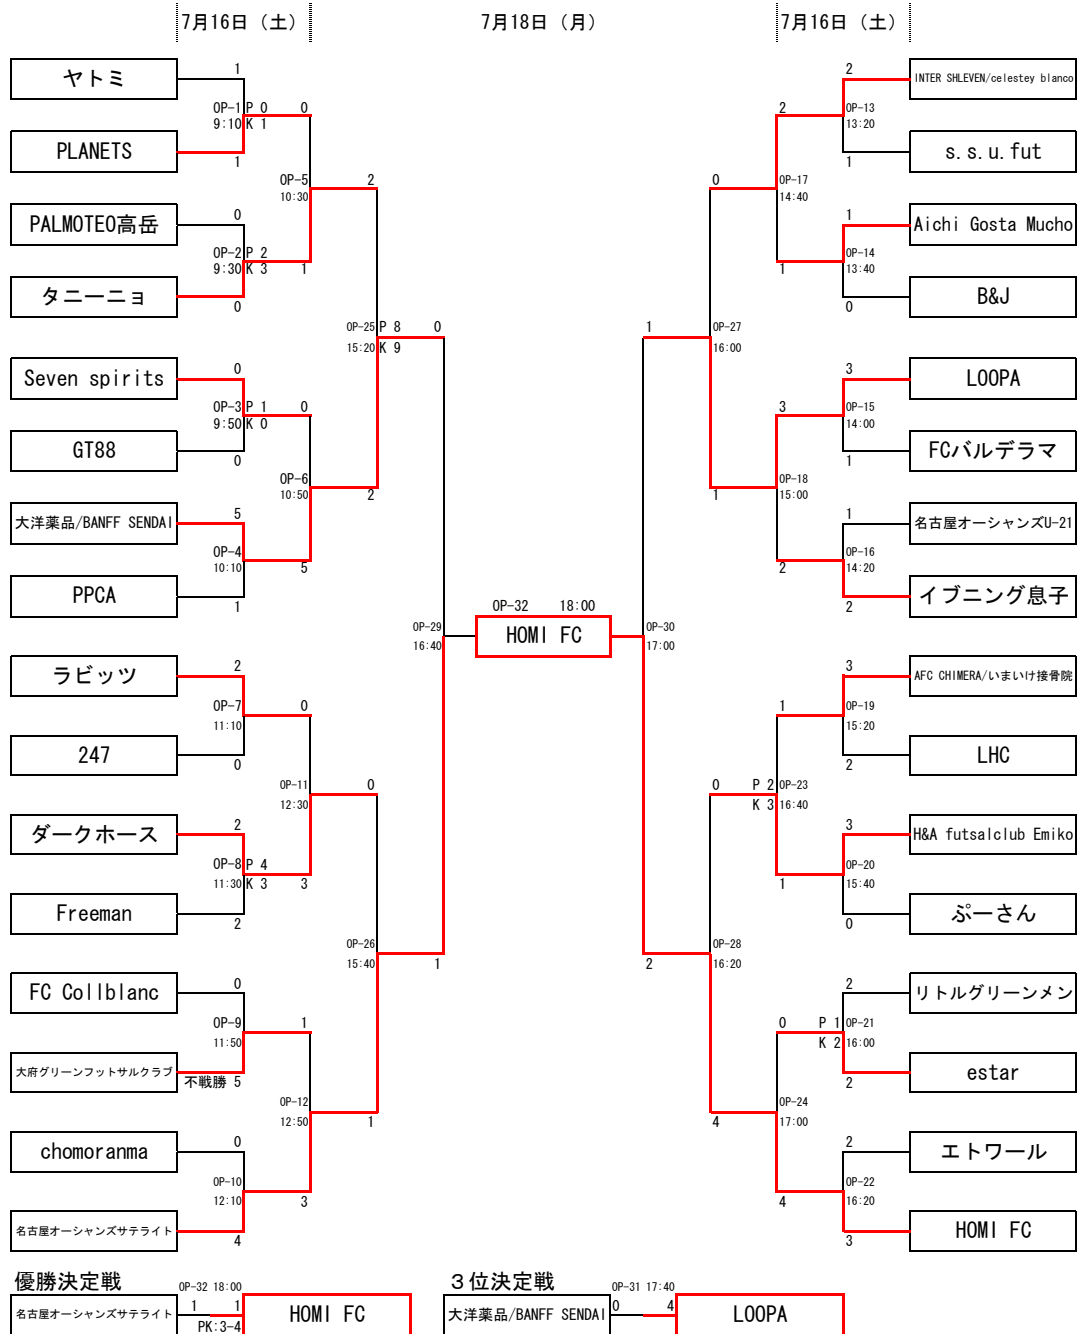 7月16日（土） 7月18日（月） 7月16日（土）
ヤトミ
1
OP-1 P 0 0
9:10 K 1
PLANETS
1
OP-5 2
10:30
PALMOTEO高岳
0
OP-2 P 2
9:30 K 3 1
タニーニョ
0
OP-25 P 8 0
15:20 K 9
Seven spirits
0
OP-3 P 1 0
9:50 K 0
GT88
0
OP-6
10:50 2
大洋薬品/BANFF SENDAI
5
OP-4
10:10 5
PPCA
1
OP-29
16:40
ラビッツ
2
OP-7 0
11:10
247
0
OP-11 0
12:30
ダークホース
2
OP-8 P 4
11:30 K 3 3
Freeman
2
OP-26
15:40 1
FC Collblanc
0
OP-9 1
11:50
大府グリーンフットサルクラブ
不戦勝 5
OP-12
12:50 1
chomoranma
0
OP-10
12:10 3
名古屋オーシャンズサテライト
4
OP-32 18:00
HOMI FC
2
INTER SHLEVEN/celestey blanco
2 OP-13
13:20
s.s.u.fut
1
0 OP-17
14:40
1
Aichi Gosta Mucho
OP-14
1 13:40
B&J
0
1 OP-27
16:00
3
LOOPA
3 OP-15
14:00
FCバルデラマ
1
OP-18
1 15:00
1
名古屋オーシャンズU-21
OP-16
2 14:20
イブニング息子
2
OP-30
17:00
3
AFC CHIMERA/いまいけ接骨院
1 OP-19
15:20
LHC
2
0 P 2 OP-23
K 3 16:40
3
H&A futsalclub Emiko
OP-20
1 15:40
ぷーさん
0
OP-28
2 16:20
2
リトルグリーンメン
0 P 1 OP-21
K 2 16:00
estar
2
OP-24
4 17:00
2
エトワール
OP-22
4 16:20
HOMI FC
3
優勝決定戦 OP-32 18:00
名古屋オーシャンズサテライト 1 1 HOMI FC
PK:3-4
３位決定戦 OP-31 17:40
大洋薬品/BANFF SENDAI 0 4 LOOPA